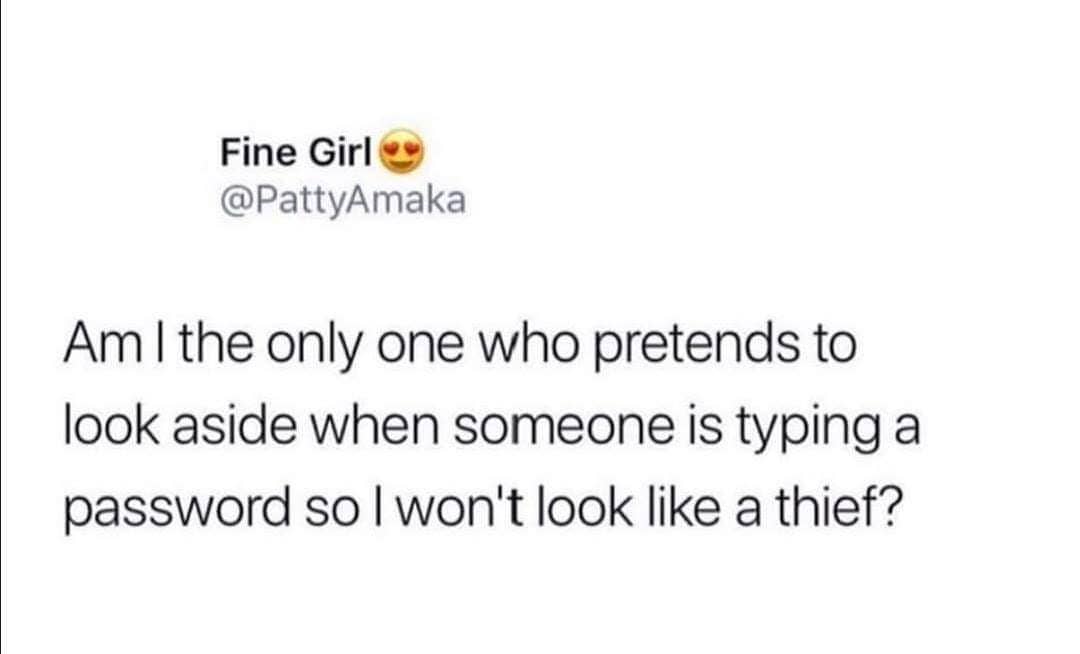 Fine Girl😍
@PattyAmaka
Am I the only one who pretends to
look aside when someone is typing a
password so I won't look like a thief?